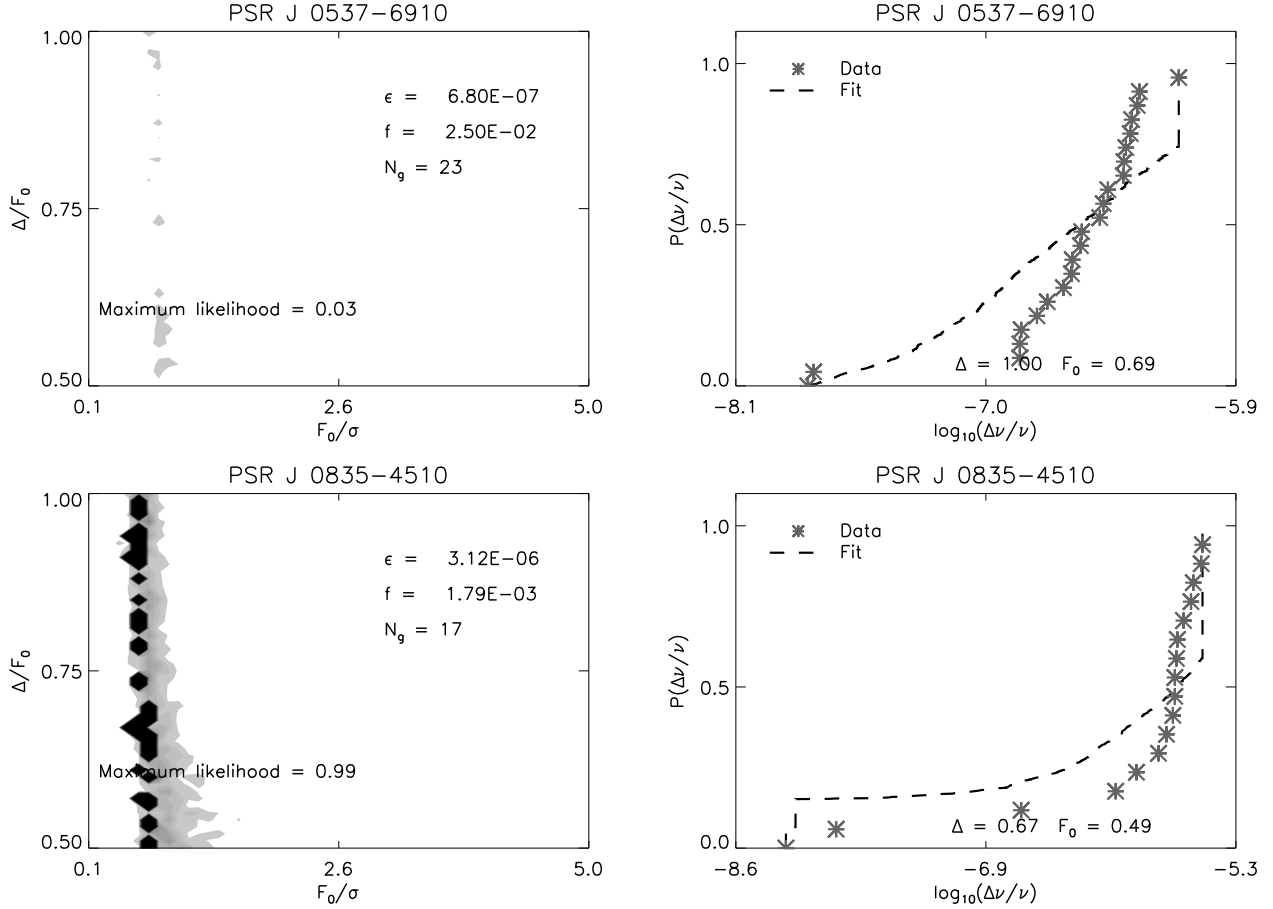 PSR J 0537−6910
1.00
0.75
0.50
Δ/F₀
ϵ = 6.80E−07
f = 2.50E−02
N_g = 23
Maximum likelihood = 0.03
0.1 2.6 5.0
F₀/σ
PSR J 0537−6910
1.0
0.5
0.0
P(Δν/ν)
Data
Fit
Δ = 1.00 F₀ = 0.69
−8.1 −7.0 −5.9
log₁₀(Δν/ν)
PSR J 0835−4510
1.00
0.75
0.50
Δ/F₀
ϵ = 3.12E−06
f = 1.79E−03
N_g = 17
Maximum likelihood = 0.99
0.1 2.6 5.0
F₀/σ
PSR J 0835−4510
1.0
0.5
0.0
P(Δν/ν)
Data
Fit
Δ = 0.67 F₀ = 0.49
−8.6 −6.9 −5.3
log₁₀(Δν/ν)